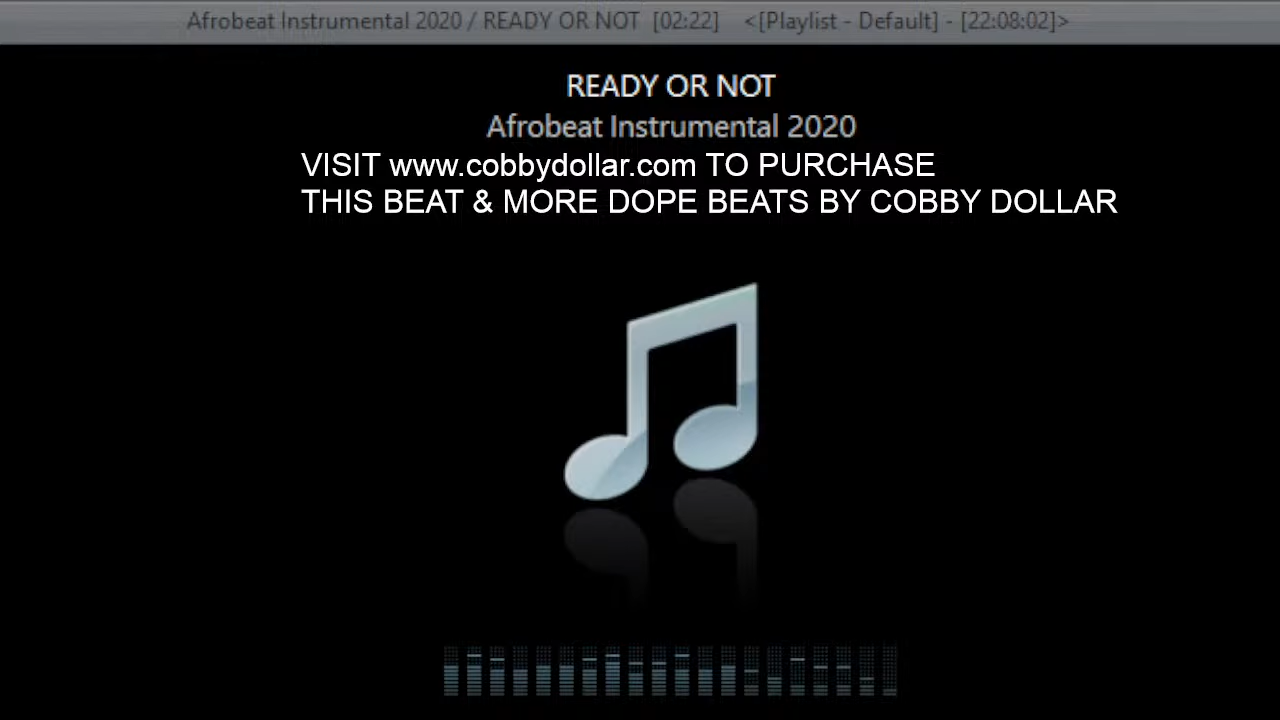 Afrobeat Instrumental 2020 / READY OR NOT [02:22] <[Playlist - Default] - [22:08:02]>
READY OR NOT
Afrobeat Instrumental 2020
VISIT www.cobbydollar.com TO PURCHASE
THIS BEAT & MORE DOPE BEATS BY COBBY DOLLAR